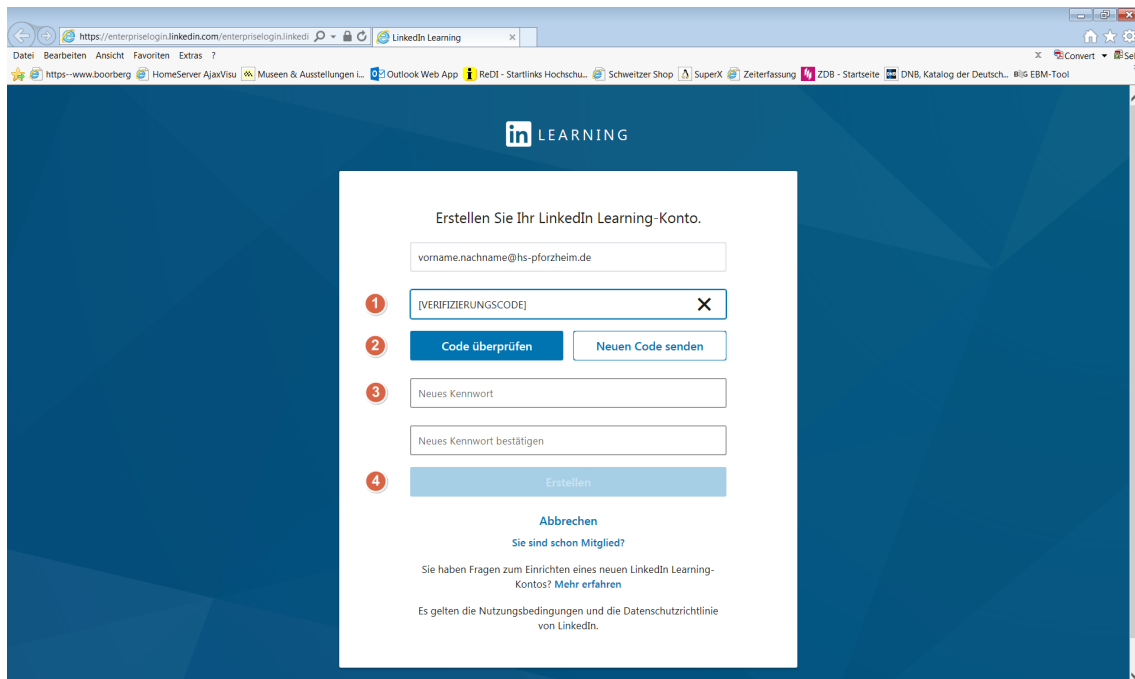 https://enterpriselogin.linkedin.com/enterpriselogin.linkedi
LinkedIn Learning
Datei Bearbeiten Ansicht Favoriten Extras ?
x Convert Sel
https--www.boorberg HomeServer AjaxVisu Museen & Ausstellungen i... Outlook Web App ReDI - Startlinks Hochschu... Schweitzer Shop SuperX Zeiterfassung ZDB - Startseite DNB, Katalog der Deutsch... EBM-Tool
in LEARNING
Erstellen Sie Ihr LinkedIn Learning-Konto.
vorname.nachname@hs-pforzheim.de
1 [VERIFIZIERUNGSCODE]
2 Code überprüfen Neuen Code senden
3 Neues Kennwort
Neues Kennwort bestätigen
4 Erstellen
Abbrechen
Sie sind schon Mitglied?
Sie haben Fragen zum Einrichten eines neuen LinkedIn Learning-
Kontos? Mehr erfahren
Es gelten die Nutzungsbedingungen und die Datenschutzrichtlinie
von LinkedIn.